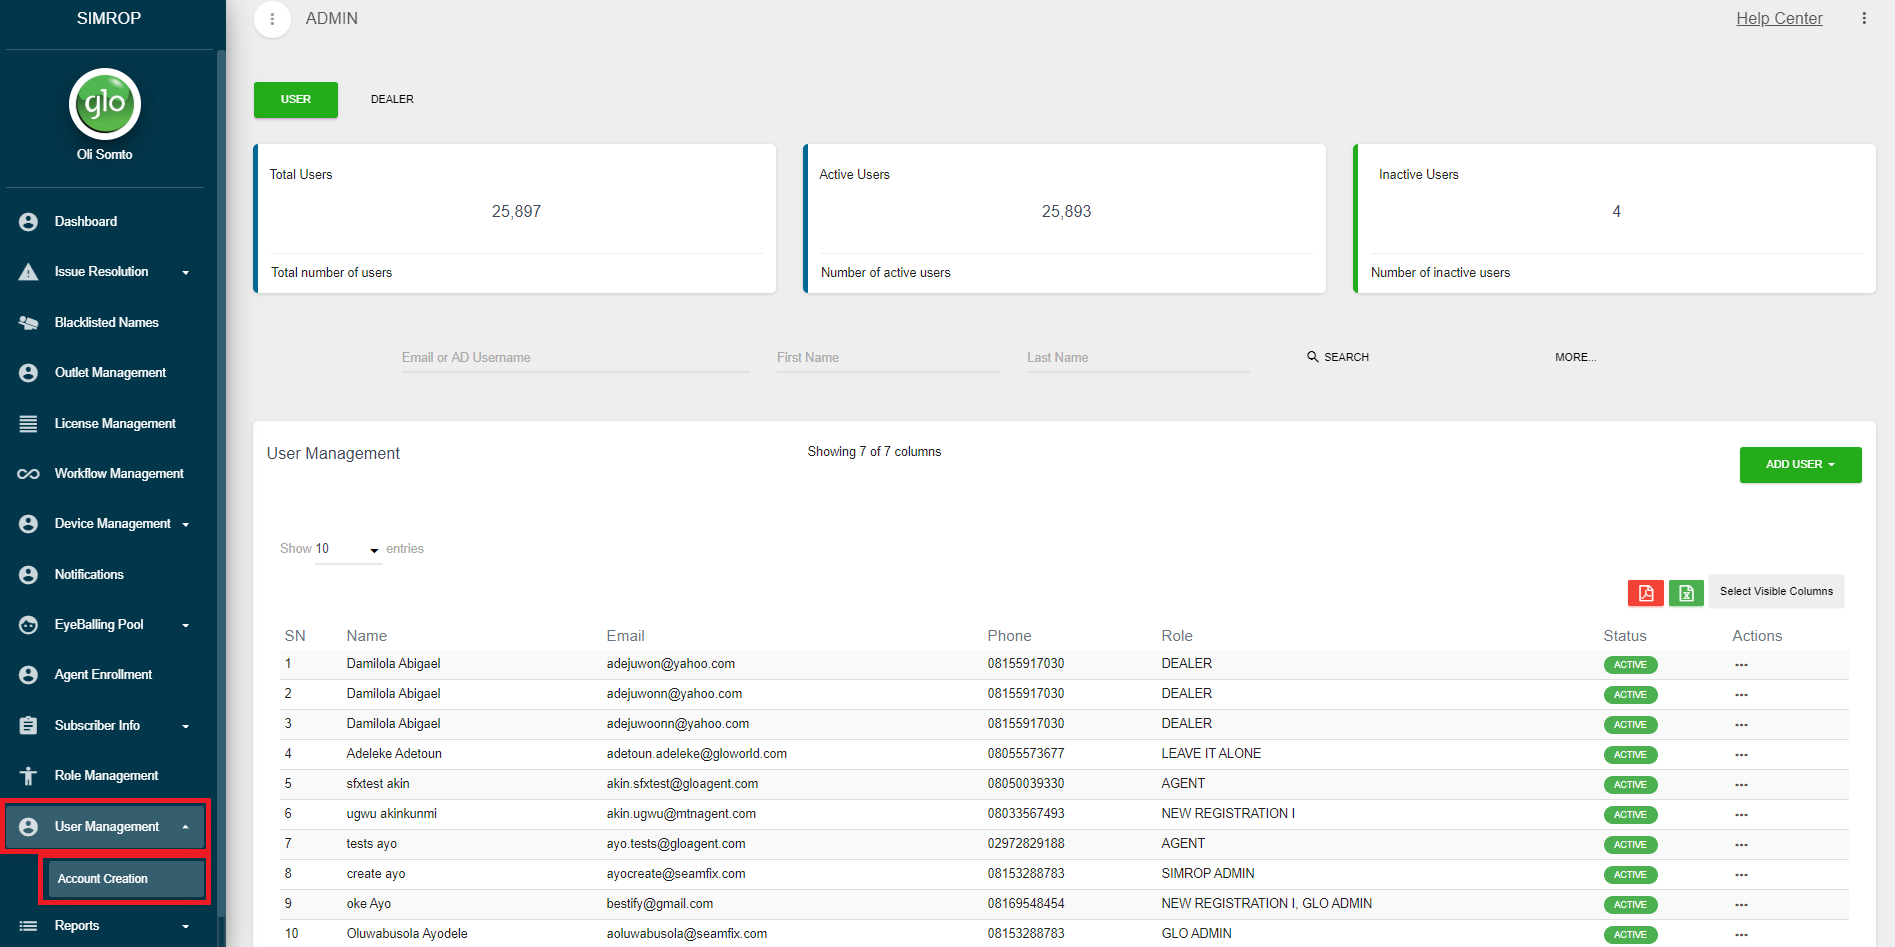 SIMROP
glo
Oli Somto
Dashboard
Issue Resolution
Blacklisted Names
Outlet Management
License Management
Workflow Management
Device Management
Notifications
EyeBalling Pool
Agent Enrollment
Subscriber Info
Role Management
User Management
Account Creation
Reports
ADMIN
Help Center
USER DEALER
Total Users
25,897
Total number of users
Active Users
25,893
Number of active users
Inactive Users
4
Number of inactive users
Email or AD Username First Name Last Name SEARCH MORE...
User Management Showing 7 of 7 columns ADD USER
Show 10 entries
Select Visible Columns
SN Name Email Phone Role Status Actions
1 Damilola Abigael adejuwon@yahoo.com 08155917030 DEALER ACTIVE ...
2 Damilola Abigael adejuwonn@yahoo.com 08155917030 DEALER ACTIVE ...
3 Damilola Abigael adejuwoonn@yahoo.com 08155917030 DEALER ACTIVE ...
4 Adeleke Adetoun adetoun.adeleke@gloworld.com 08055573677 LEAVE IT ALONE ACTIVE ...
5 sfxtest akin akin.sfxtest@gloagent.com 08050039330 AGENT ACTIVE ...
6 ugwu akinkunmi akin.ugwu@mtnagent.com 08033567493 NEW REGISTRATION I ACTIVE ...
7 tests ayo ayo.tests@gloagent.com 02972829188 AGENT ACTIVE ...
8 create ayo ayocreate@seamfix.com 08153288783 SIMROP ADMIN ACTIVE ...
9 oke Ayo bestify@gmail.com 08169548454 NEW REGISTRATION I, GLO ADMIN ACTIVE ...
10 Oluwabusola Ayodele aoluwabusola@seamfix.com 08153288783 GLO ADMIN ACTIVE ...